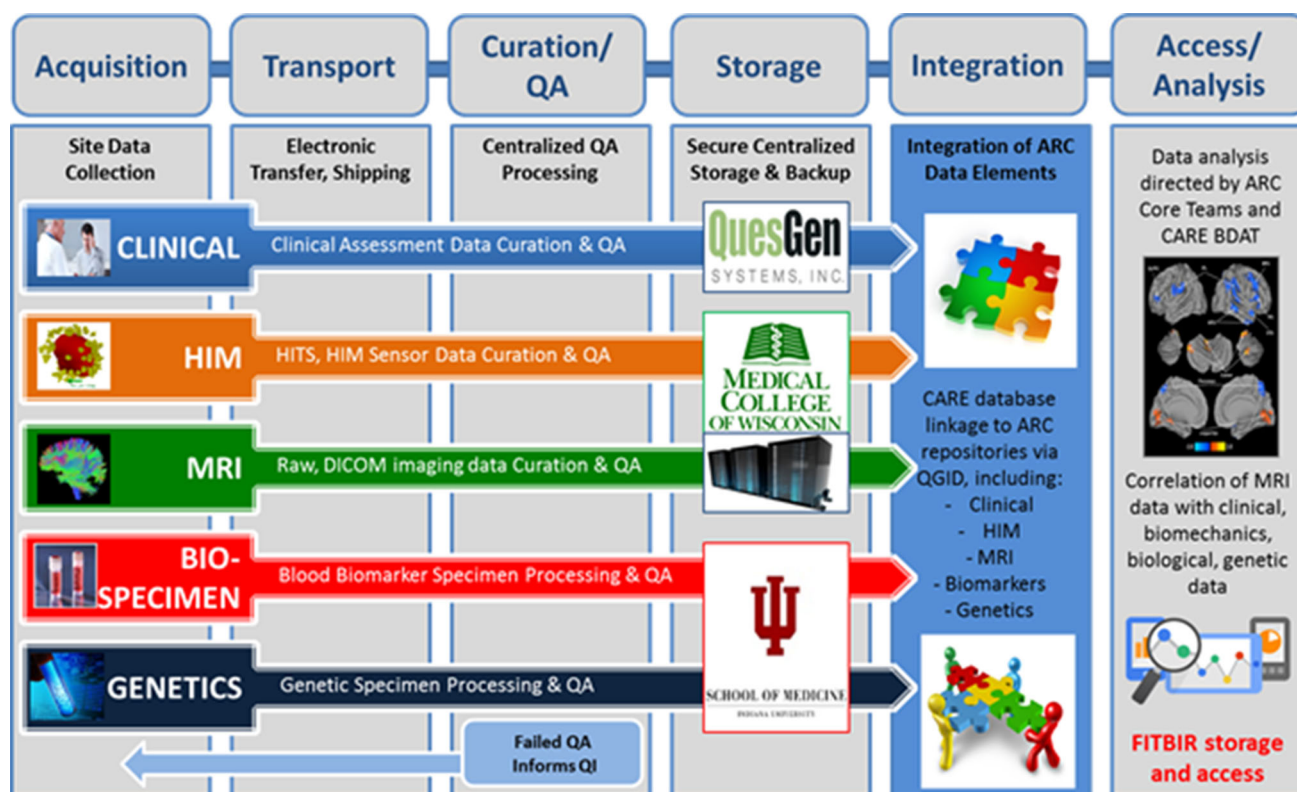 Acquisition
Transport
Curation/
QA
Storage
Integration
Access/
Analysis
Site Data
Collection
Electronic
Transfer, Shipping
Centralized QA
Processing
Secure Centralized
Storage & Backup
Integration of ARC
Data Elements
Data analysis
directed by ARC
Core Teams and
CARE BDAT
CLINICAL
Clinical Assessment Data Curation & QA
QuesGen
SYSTEMS, INC.
HIM
HITS, HIM Sensor Data Curation & QA
MEDICAL
COLLEGE
OF WISCONSIN
MRI
Raw, DICOM imaging data Curation & QA
BIO-
SPECIMEN
Blood Biomarker Specimen Processing & QA
GENETICS
Genetic Specimen Processing & QA
SCHOOL OF MEDICINE
INDIANA UNIVERSITY
CARE database
linkage to ARC
repositories via
QGID, including:
- Clinical
- HIM
- MRI
- Biomarkers
- Genetics
Correlation of MRI
data with clinical,
biomechanics,
biological, genetic
data
FITBIR storage
and access
Failed QA
Informs QI